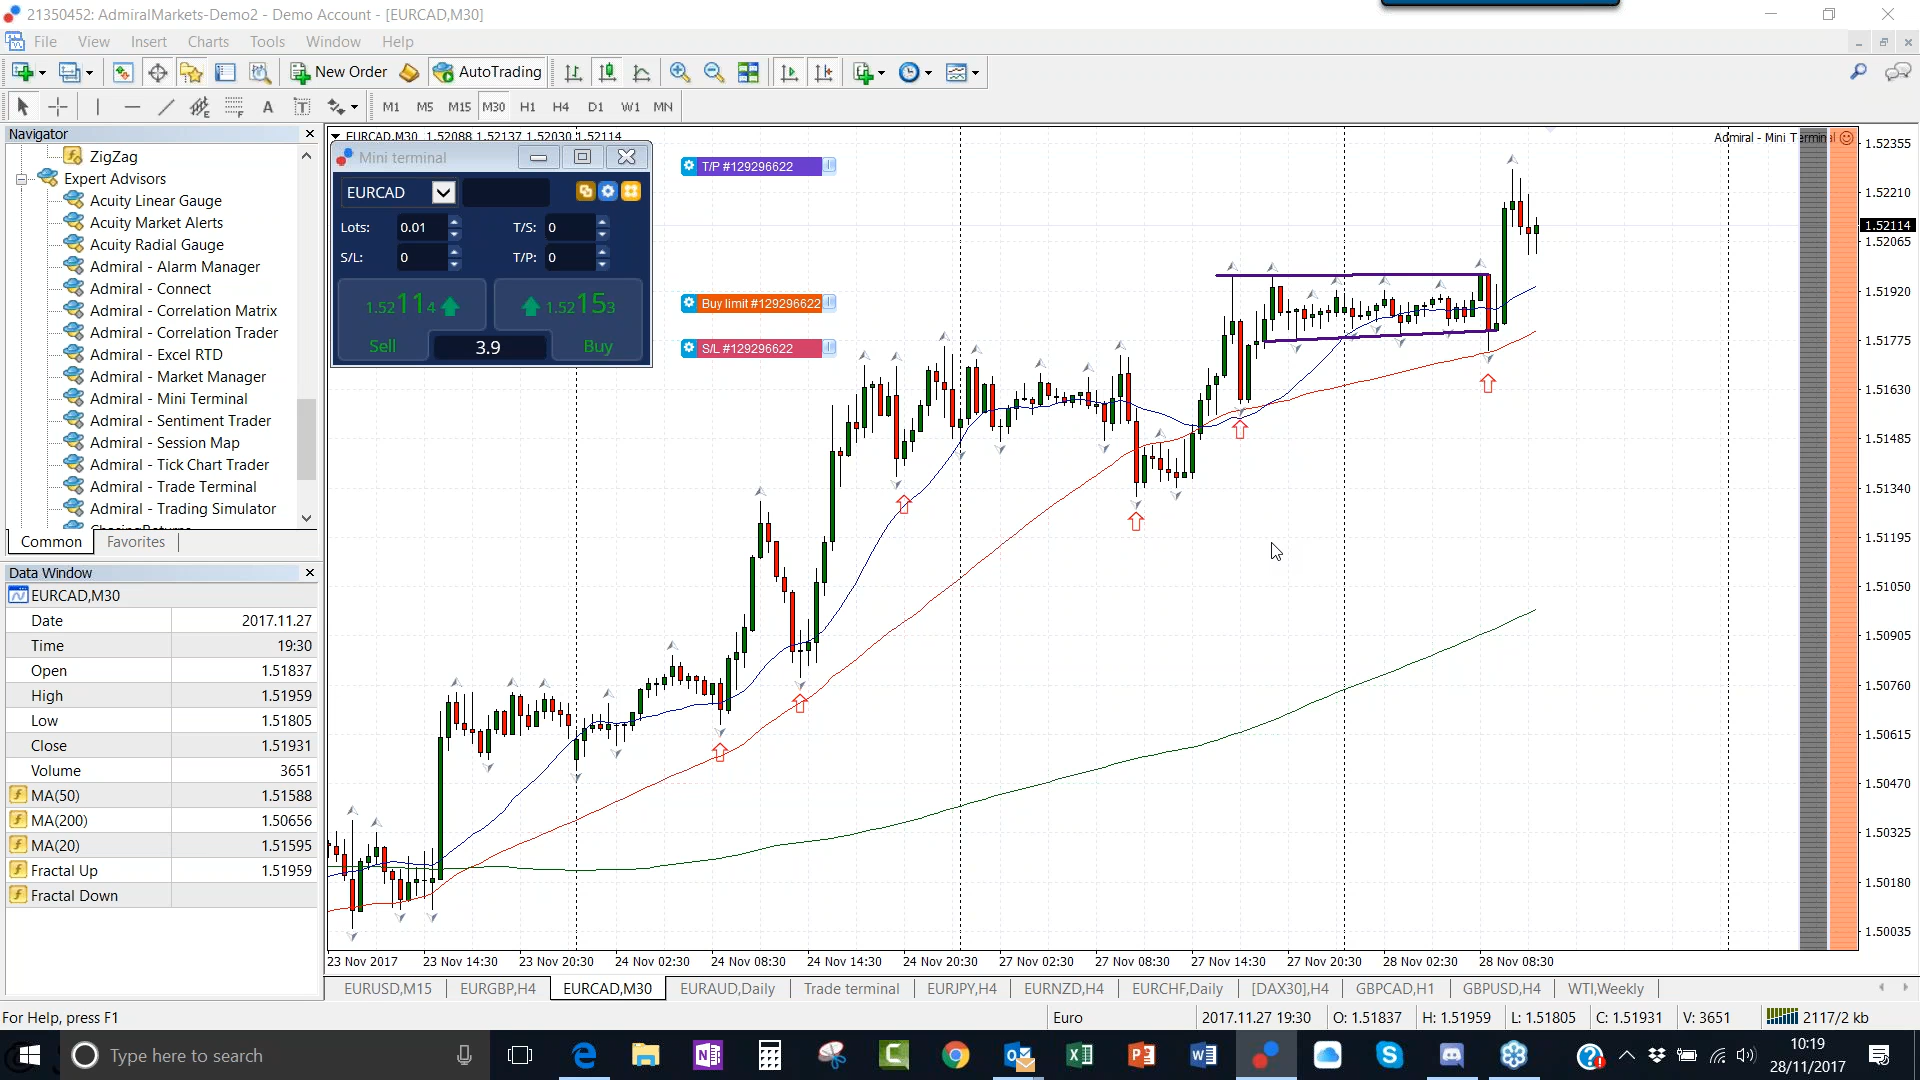 21350452: AdmiralMarkets-Demo2 - Demo Account - [EURCAD,M30]
File View Insert Charts Tools Window Help
New Order AutoTrading
A T M1 M5 M15 M30 H1 H4 D1 W1 MN
Navigator
ZigZag
Expert Advisors
Acuity Linear Gauge
Acuity Market Alerts
Acuity Radial Gauge
Admiral - Alarm Manager
Admiral - Connect
Admiral - Correlation Matrix
Admiral - Correlation Trader
Admiral - Excel RTD
Admiral - Market Manager
Admiral - Mini Terminal
Admiral - Sentiment Trader
Admiral - Session Map
Admiral - Tick Chart Trader
Admiral - Trade Terminal
Admiral - Trading Simulator
Common Favorites
Data Window
EURCAD,M30
Date 2017.11.27
Time 19:30
Open 1.51837
High 1.51959
Low 1.51805
Close 1.51931
Volume 3651
MA(50) 1.51588
MA(200) 1.50656
MA(20) 1.51595
Fractal Up 1.51959
Fractal Down
EURCAD,M30 1.52088 1.52137 1.52030 1.52114
Mini terminal
EURCAD
Lots: 0.01 T/S: 0
S/L: 0 T/P: 0
1.52114 1.52153
Sell 3.9 Buy
T/P #129296622
Buy limit #129296622
S/L #129296622
Admiral - Mini Terminal
1.52355
1.52210
1.52114
1.52065
1.51920
1.51775
1.51630
1.51485
1.51340
1.51195
1.51050
1.50905
1.50760
1.50615
1.50470
1.50325
1.50180
1.50035
23 Nov 2017 23 Nov 14:30 23 Nov 20:30 24 Nov 02:30 24 Nov 08:30 24 Nov 14:30 24 Nov 20:30 27 Nov 02:30 27 Nov 08:30 27 Nov 14:30 27 Nov 20:30 28 Nov 02:30 28 Nov 08:30
EURUSD,M15 EURGBP,H4 EURCAD,M30 EURAUD,Daily Trade terminal EURJPY,H4 EURNZD,H4 EURCHF,Daily [DAX30],H4 GBPCAD,H1 GBPUSD,H4 WTI,Weekly
For Help, press F1 Euro 2017.11.27 19:30 O: 1.51837 H: 1.51959 L: 1.51805 C: 1.51931 V: 3651 2117/2 kb
Type here to search
10:19
28/11/2017